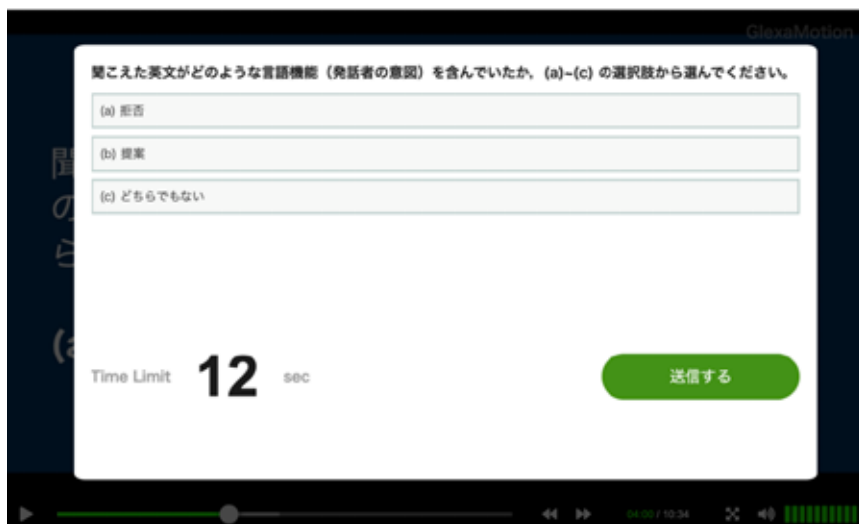 GlexaMotion
聞こえた英文がどのような言語機能（発話者の意図）を含んでいたか，(a)–(c) の選択肢から選んでください。
(a) 拒否
(b) 提案
(c) どちらでもない
聞
の
ら
(a
Time Limit 12 sec
送信する
04:00 / 10:34